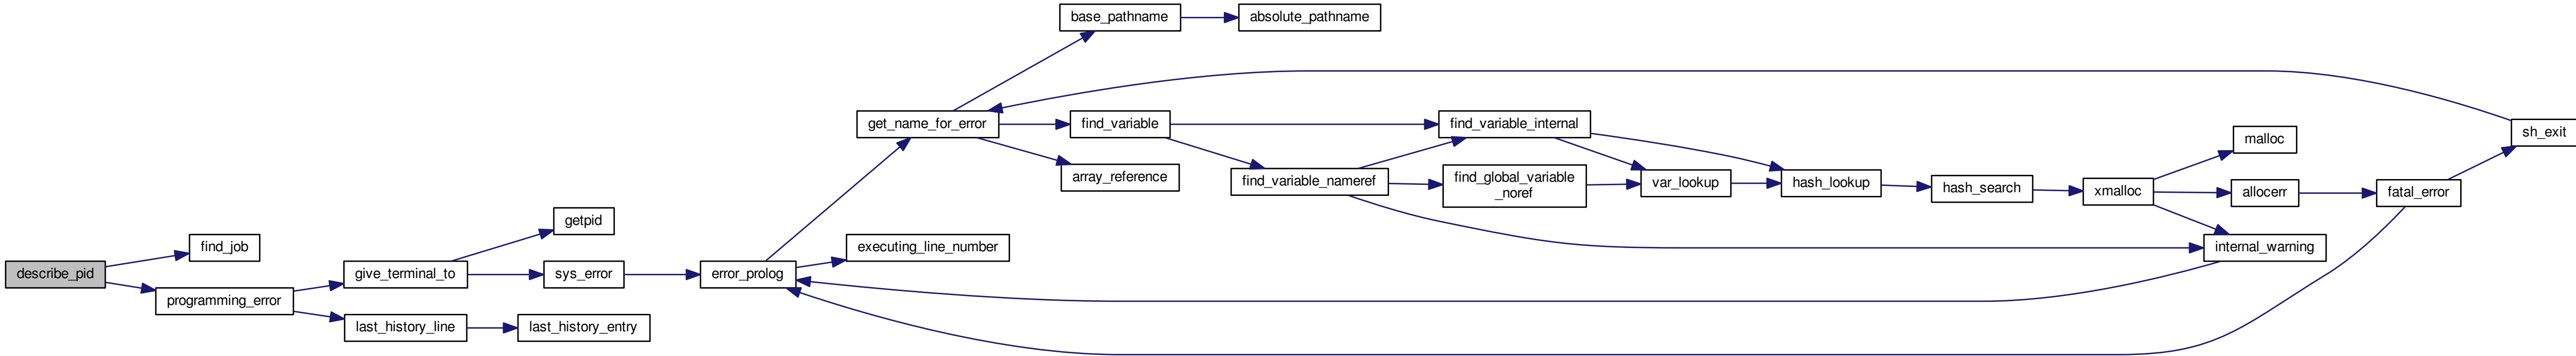 describe_pid
find_job
programming_error
give_terminal_to
last_history_line
getpid
sys_error
last_history_entry
error_prolog
get_name_for_error
executing_line_number
base_pathname
absolute_pathname
find_variable
array_reference
find_variable_nameref
find_variable_internal
find_global_variable
_noref
var_lookup
hash_lookup
hash_search
xmalloc
malloc
allocerr
internal_warning
fatal_error
sh_exit